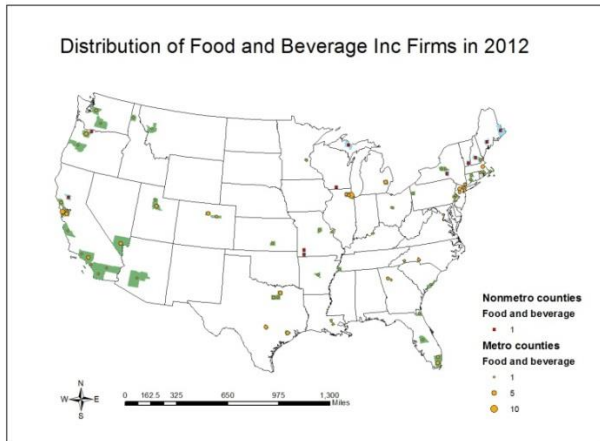 Distribution of Food and Beverage Inc Firms in 2012
Nonmetro counties
Food and beverage
1
Metro counties
Food and beverage
1
5
10
N
W E
S
0 162.5 325 650 975 1,300
Miles